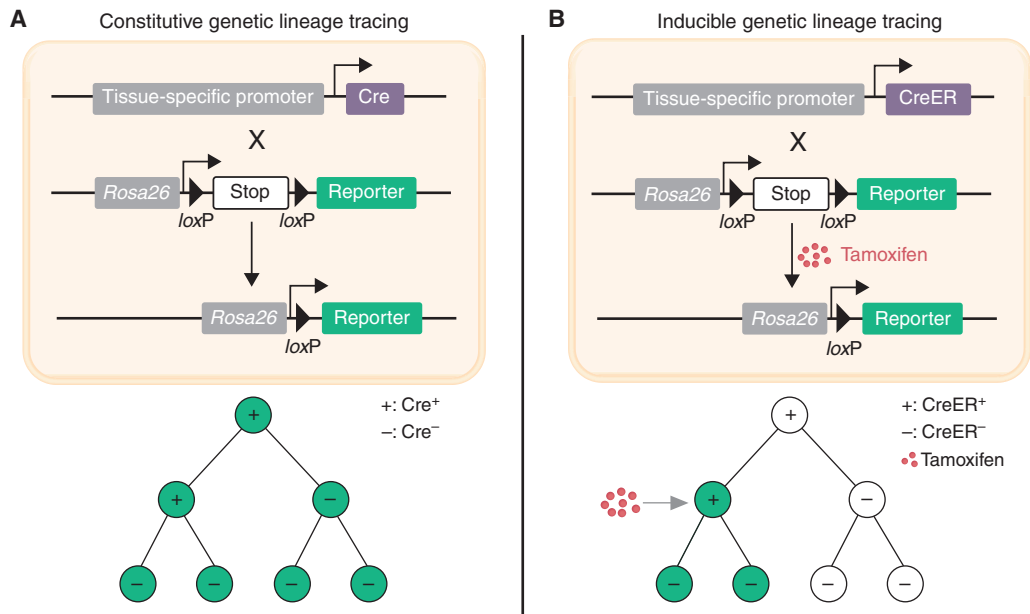 A
Constitutive genetic lineage tracing
Tissue-specific promoter
Cre
X
Rosa26
Stop
Reporter
loxP
loxP
Rosa26
Reporter
loxP
+: Cre⁺
–: Cre⁻
+
+
–
–
–
–
–
B
Inducible genetic lineage tracing
Tissue-specific promoter
CreER
X
Rosa26
Stop
Reporter
loxP
loxP
Tamoxifen
Rosa26
Reporter
loxP
+: CreER⁺
–: CreER⁻
Tamoxifen
+
+
–
–
–
–
–